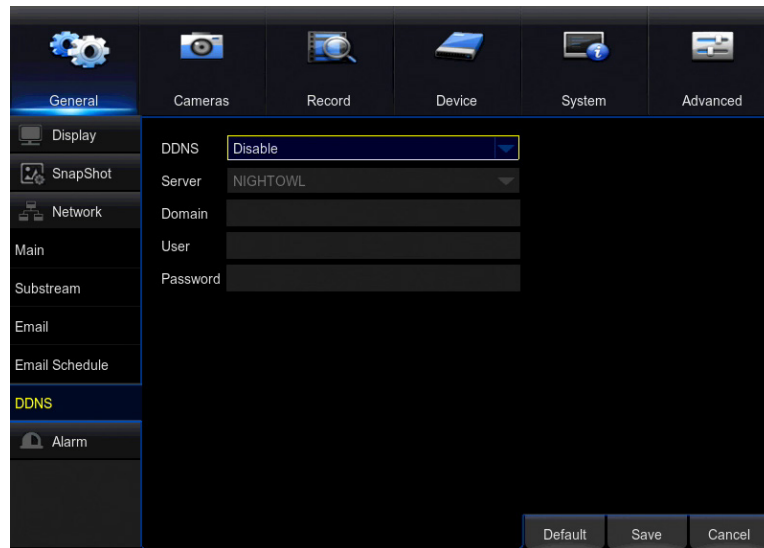 General Cameras Record Device System Advanced
Display
SnapShot
Network
Main
Substream
Email
Email Schedule
DDNS
Alarm
DDNS Disable
Server NIGHTOWL
Domain
User
Password
Default Save Cancel